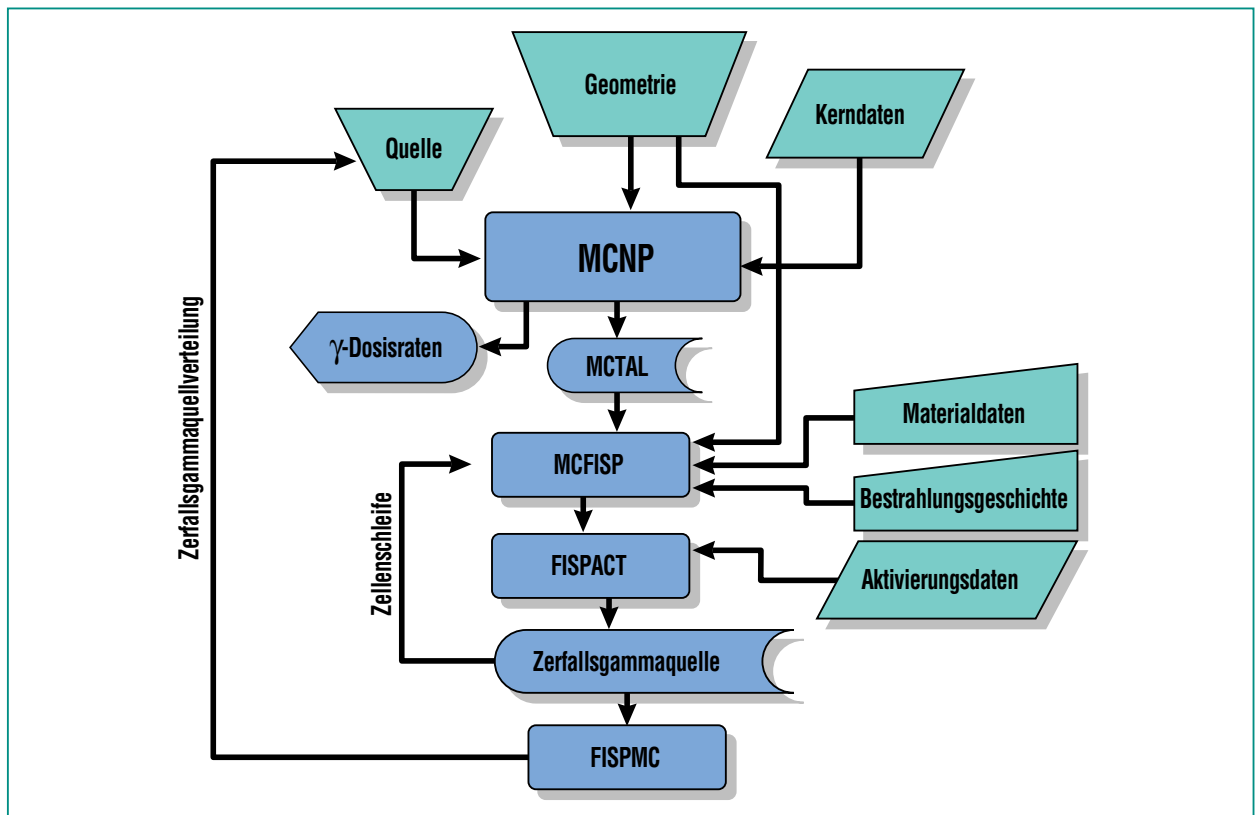 Geometrie
Kerndaten
Quelle
MCNP
γ-Dosisraten
MCTAL
Materialdaten
MCFISP
Bestrahlungsgeschichte
FISPACT
Aktivierungsdaten
Zerfallsgammaquelle
FISPMC
Zerfallsgammaquellverteilung
Zellenschleife